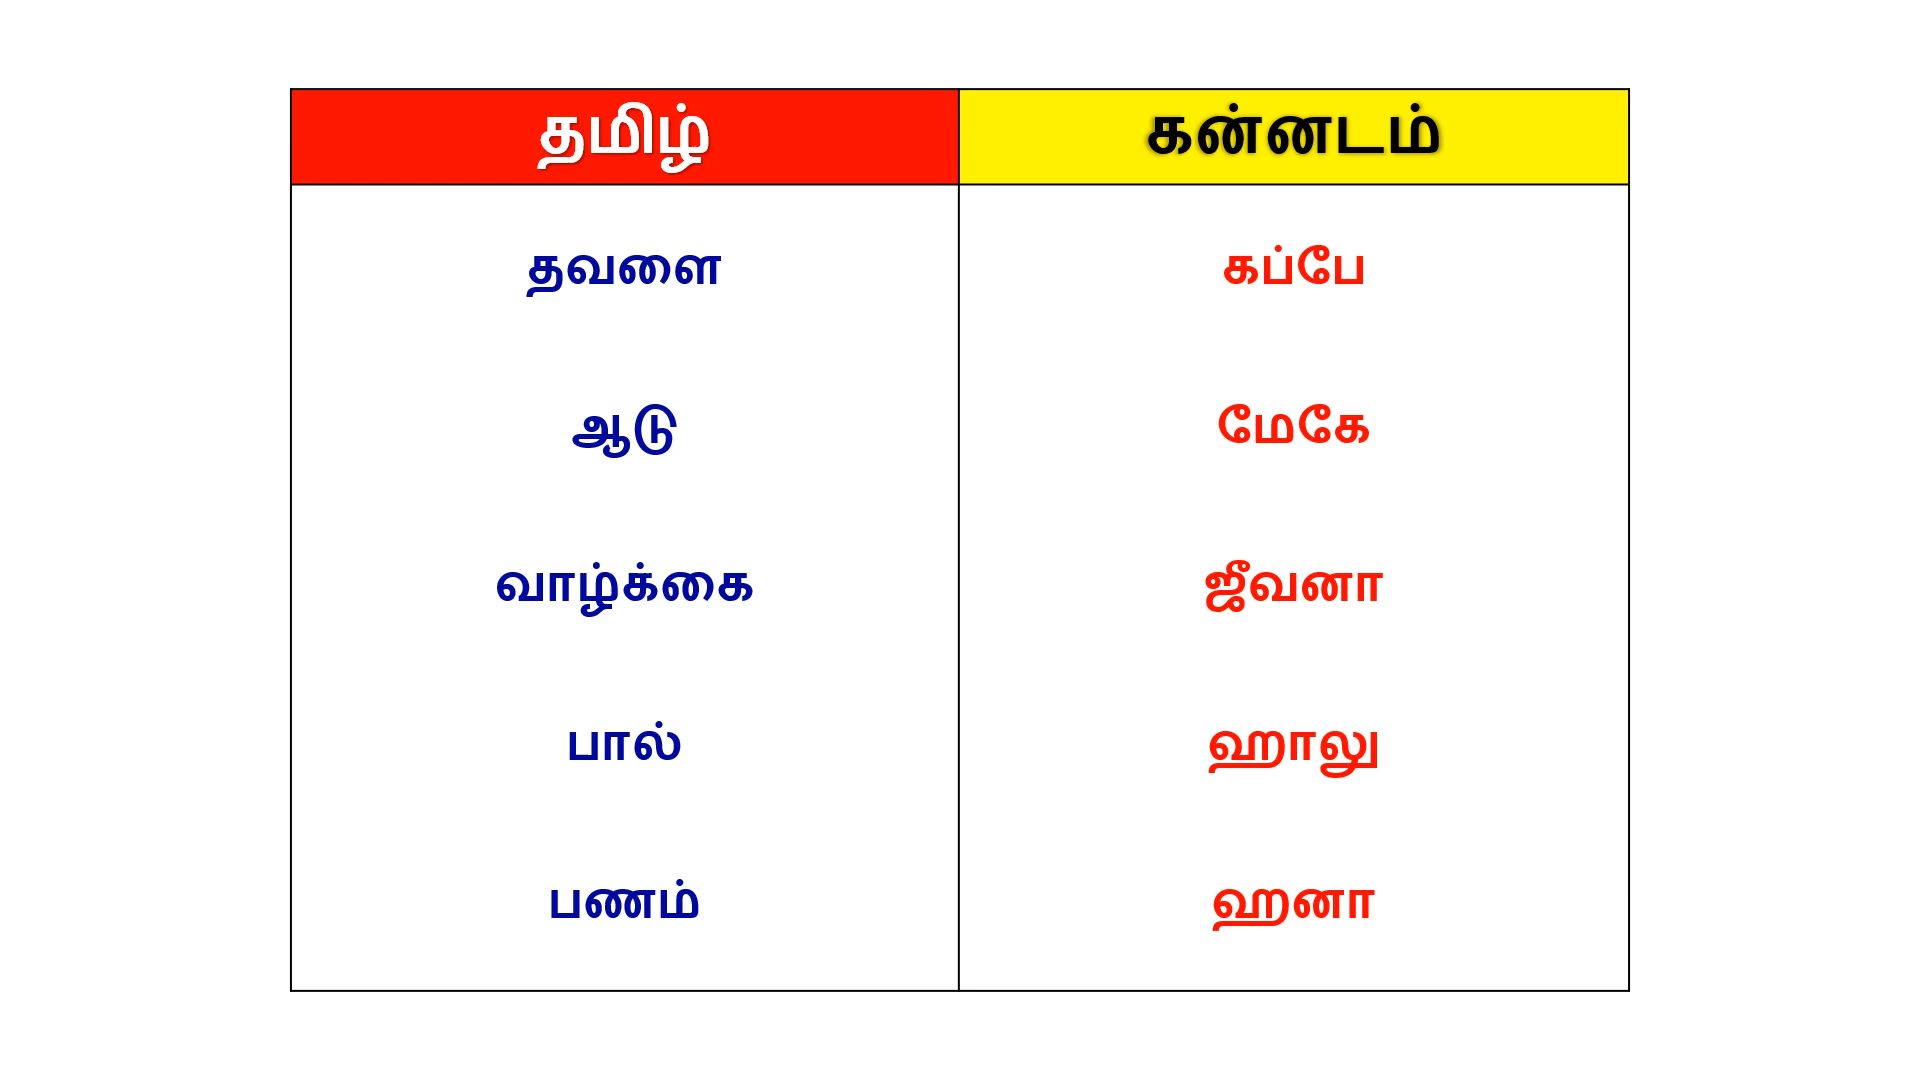 தமிழ் கன்னடம்
தவளை கப்பே
ஆடு மேகே
வாழ்க்கை ஜீவனா
பால் ஹாலு
பணம் ஹனா